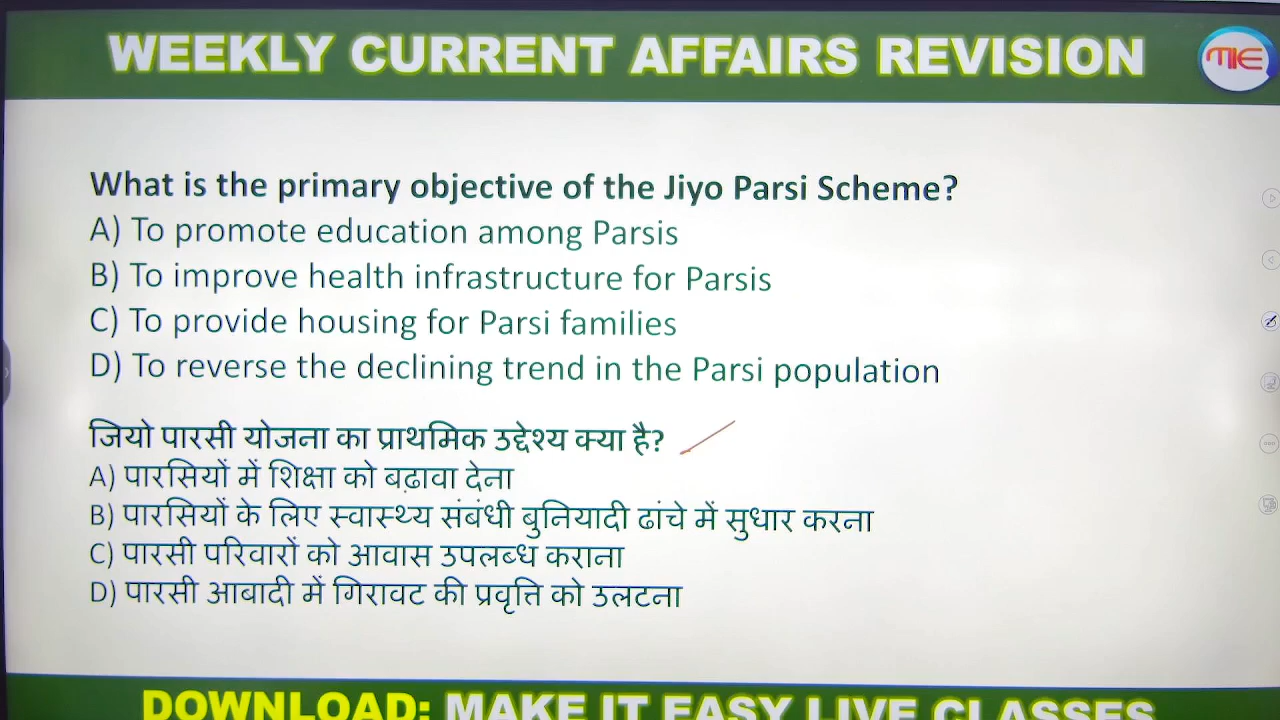 WEEKLY CURRENT AFFAIRS REVISION
MIE
What is the primary objective of the Jiyo Parsi Scheme?
A) To promote education among Parsis
B) To improve health infrastructure for Parsis
C) To provide housing for Parsi families
D) To reverse the declining trend in the Parsi population
जियो पारसी योजना का प्राथमिक उद्देश्य क्या है?
A) पारसियों में शिक्षा को बढ़ावा देना
B) पारसियों के लिए स्वास्थ्य संबंधी बुनियादी ढांचे में सुधार करना
C) पारसी परिवारों को आवास उपलब्ध कराना
D) पारसी आबादी में गिरावट की प्रवृत्ति को उलटना
DOWNLOAD: MAKE IT EASY LIVE CLASSES